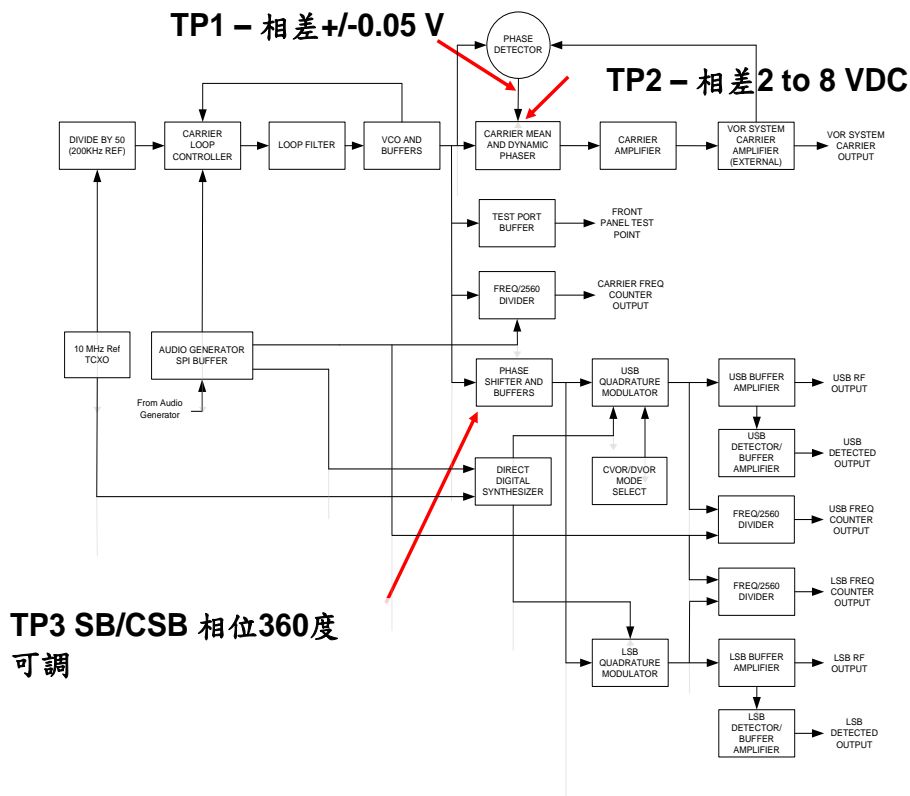 TP1 – 相差+/-0.05 V
PHASE
DETECTOR
TP2 – 相差2 to 8 VDC
DIVIDE BY 50
(200KHz REF)
CARRIER
LOOP
CONTROLLER
LOOP FILTER
VCO AND
BUFFERS
CARRIER MEAN
AND DYNAMIC
PHASER
CARRIER
AMPLIFIER
VOR SYSTEM
CARRIER
AMPLIFIER
(EXTERNAL)
VOR SYSTEM
CARRIER
OUTPUT
TEST PORT
BUFFER
FRONT
PANEL TEST
POINT
FREQ/2560
DIVIDER
CARRIER FREQ
COUNTER
OUTPUT
10 MHz Ref
TCXO
AUDIO GENERATOR
SPI BUFFER
From Audio
Generator
PHASE
SHIFTER AND
BUFFERS
USB
QUADRATURE
MODULATOR
USB BUFFER
AMPLIFIER
USB RF
OUTPUT
DIRECT
DIGITAL
SYNTHESIZER
CVOR/DVOR
MODE
SELECT
USB
DETECTOR/
BUFFER
AMPLIFIER
USB
DETECTED
OUTPUT
FREQ/2560
DIVIDER
USB FREQ
COUNTER
OUTPUT
FREQ/2560
DIVIDER
LSB FREQ
COUNTER
OUTPUT
TP3 SB/CSB 相位360度
可調
LSB
QUADRATURE
MODULATOR
LSB BUFFER
AMPLIFIER
LSB RF
OUTPUT
LSB
DETECTOR/
BUFFER
AMPLIFIER
LSB
DETECTED
OUTPUT